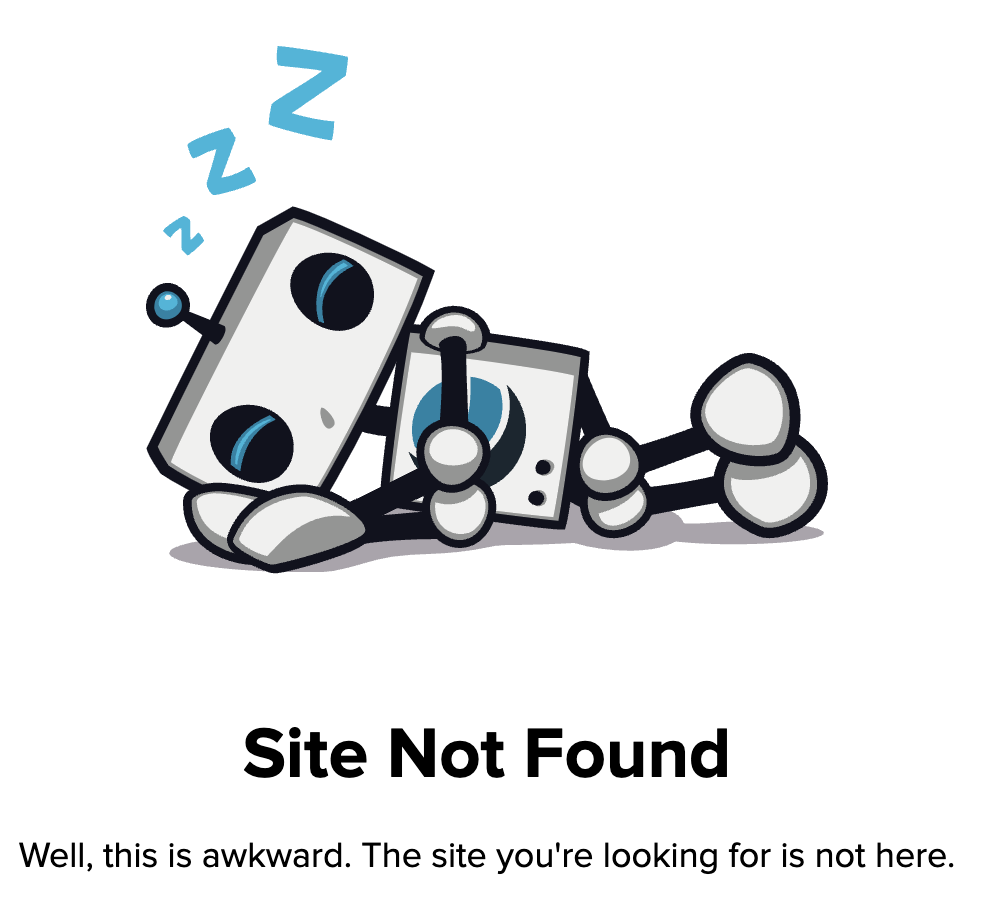 z
Z
Z
Site Not Found
Well, this is awkward. The site you're looking for is not here.